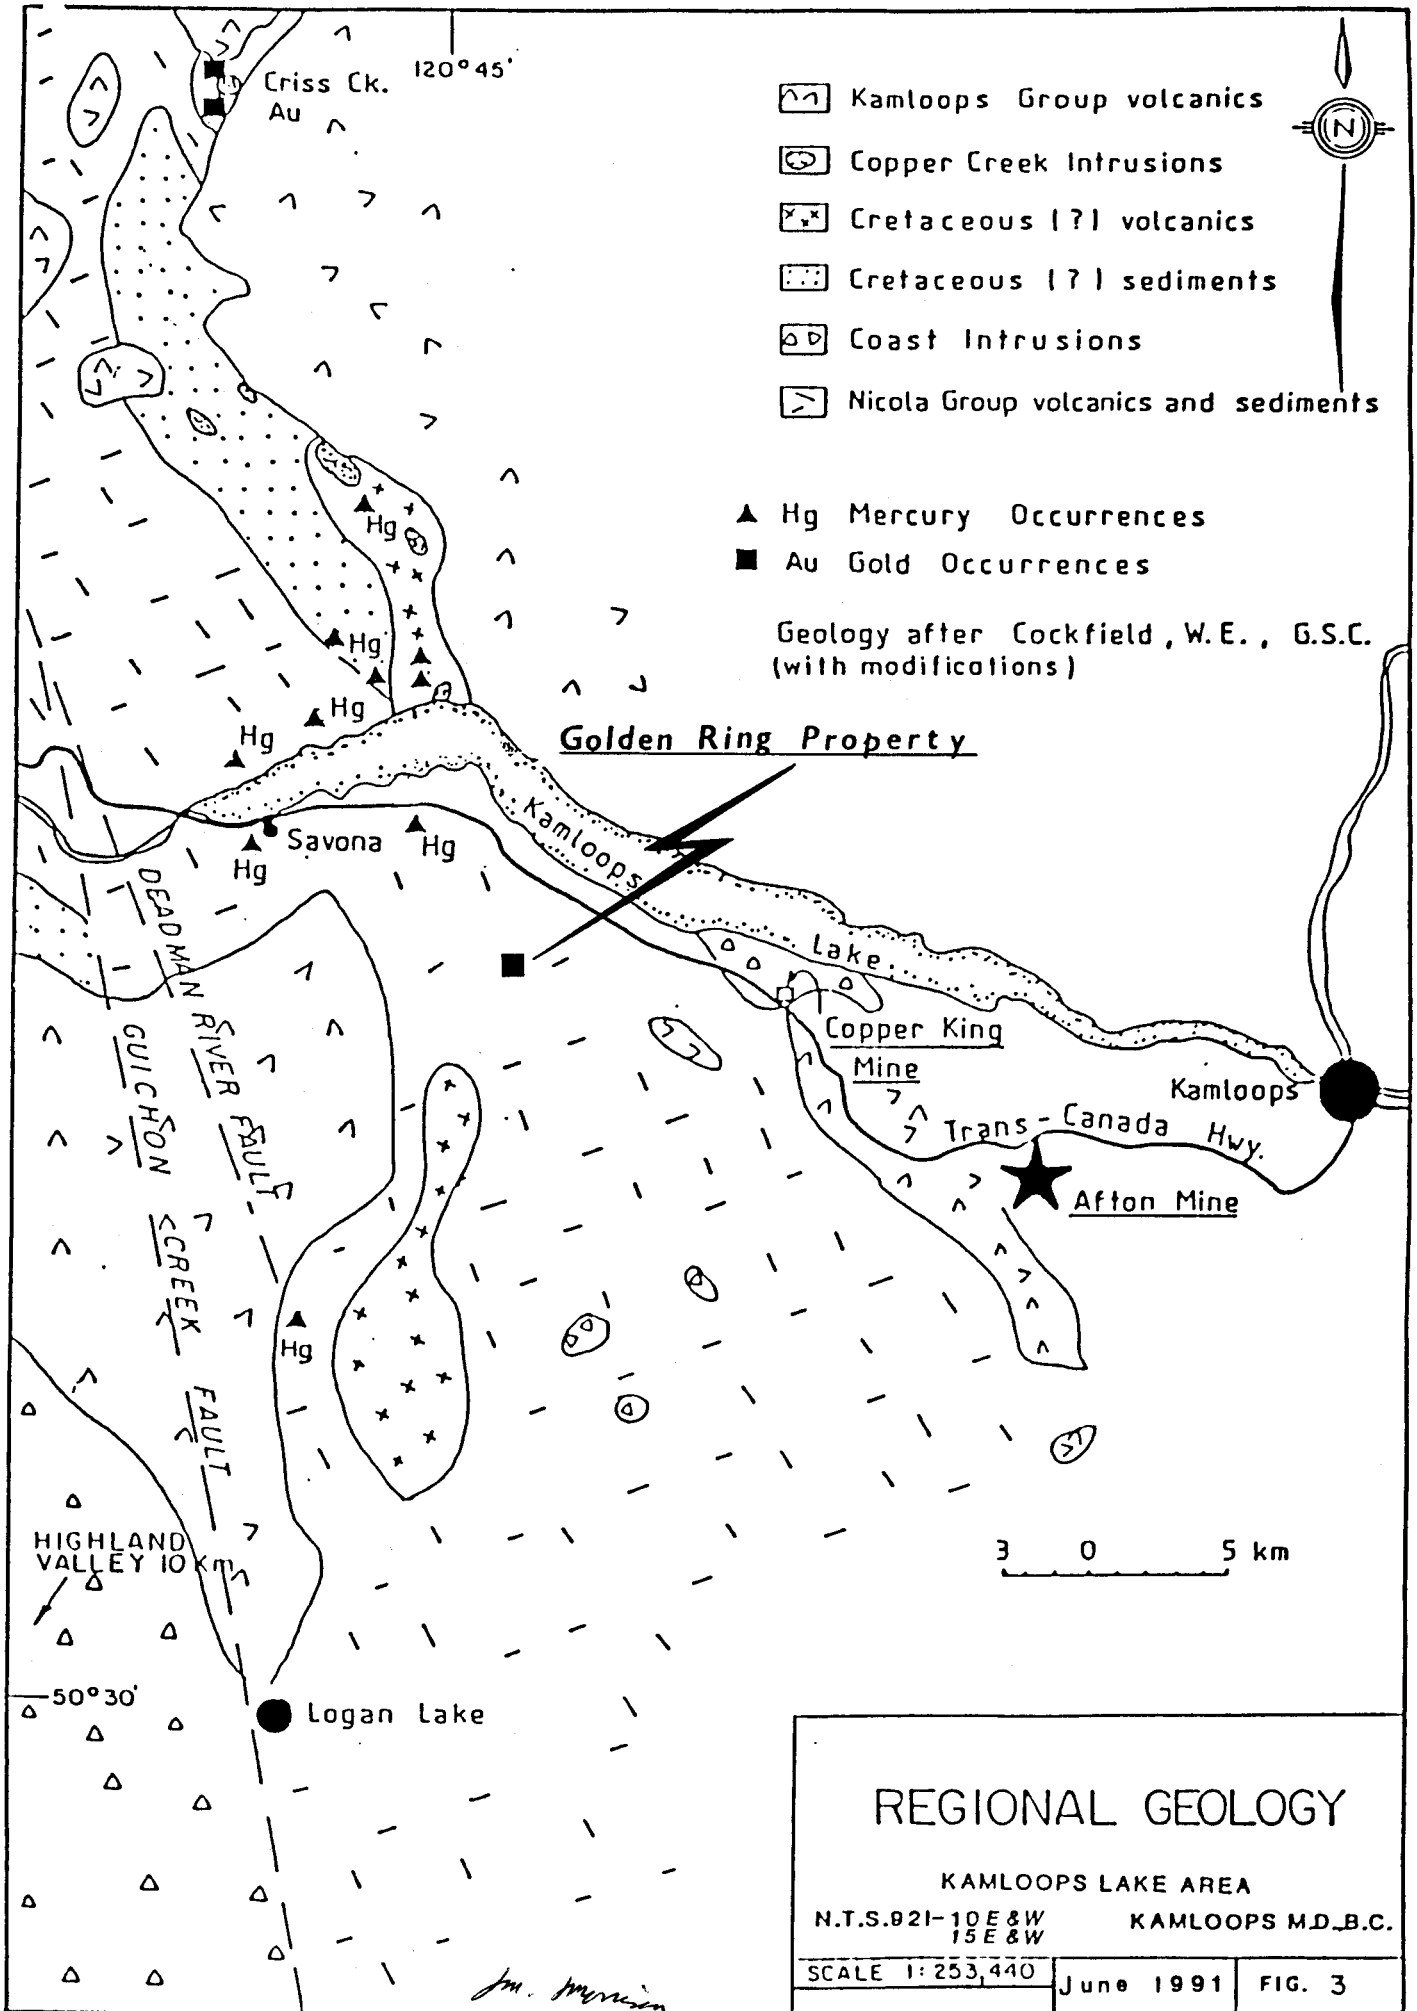 Criss Ck.
Au
120°45'
Kamloops Group volcanics
Copper Creek Intrusions
Cretaceous (?) volcanics
Cretaceous (?) sediments
Coast Intrusions
Nicola Group volcanics and sediments
N
Hg Mercury Occurrences
Au Gold Occurrences
Geology after Cockfield, W.E., G.S.C.
(with modifications)
Hg
Hg
Hg
Hg
Golden Ring Property
Savona
Hg
Hg
Kamloops
Lake
DEADMAN RIVER FAULT
GUICHON CREEK FAULT
Copper King
Mine
Kamloops
Trans-Canada Hwy.
Afton Mine
Hg
HIGHLAND
VALLEY 10 km
3 0 5 km
50°30'
Logan Lake
REGIONAL GEOLOGY
KAMLOOPS LAKE AREA
N.T.S.92I-10 E & W
15 E & W
KAMLOOPS M.D._B.C.
SCALE 1:253,440
June 1991
FIG. 3